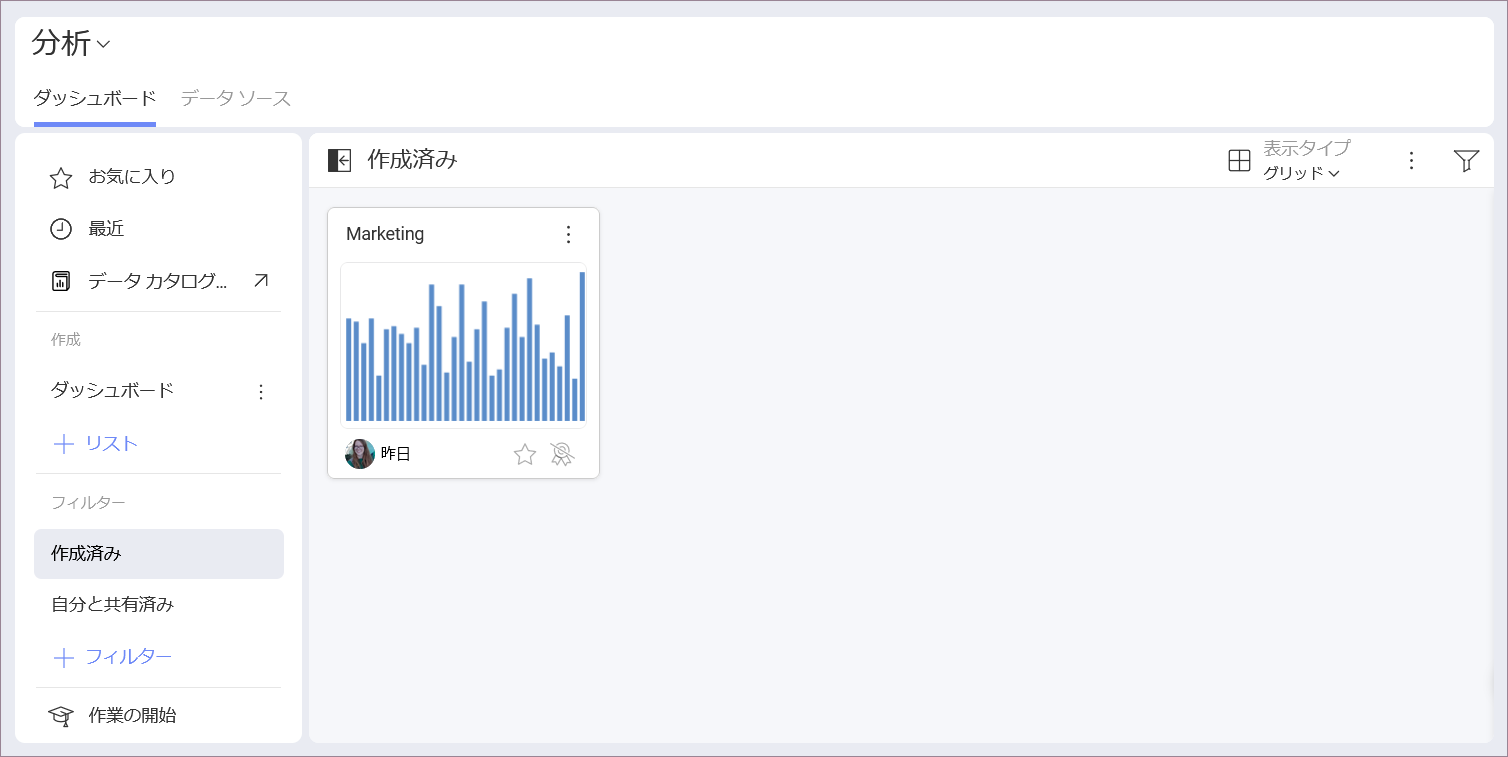 分析
ダッシュボード
データ ソース
お気に入り
最近
データ カタログ...
作成
ダッシュボード
リスト
フィルター
作成済み
自分と共有済み
フィルター
作業の開始
作成済み
表示タイプ
グリッド
Marketing
昨日